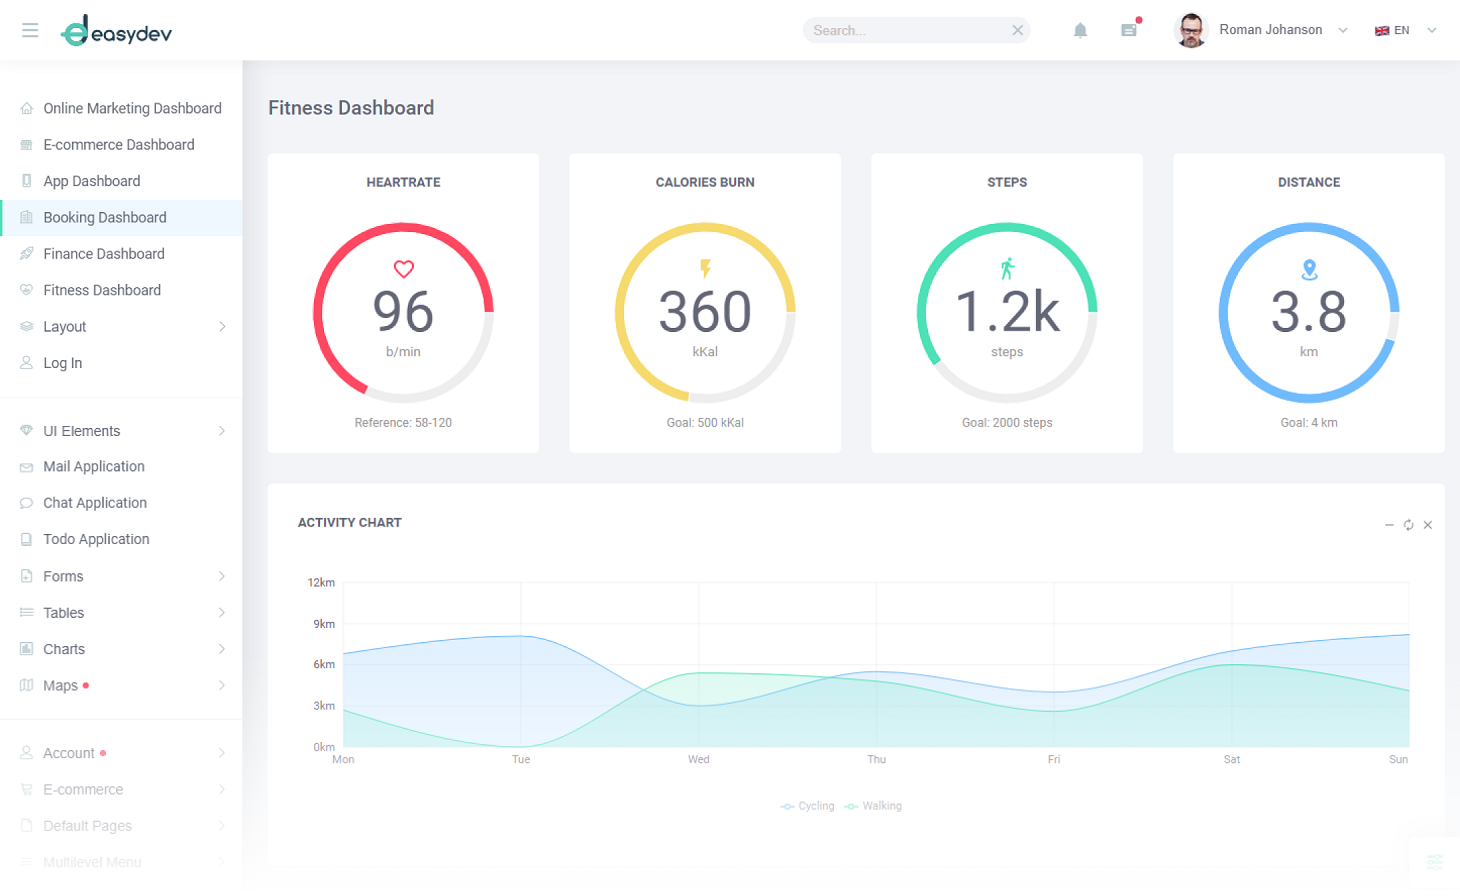 easydev
Search...
Roman Johanson
EN
Online Marketing Dashboard
E-commerce Dashboard
App Dashboard
Booking Dashboard
Finance Dashboard
Fitness Dashboard
Layout
Log In
UI Elements
Mail Application
Chat Application
Todo Application
Forms
Tables
Charts
Maps
Account
E-commerce
Default Pages
Multilevel Menu
Fitness Dashboard
HEARTRATE
96
b/min
Reference: 58-120
CALORIES BURN
360
kKal
Goal: 500 kKal
STEPS
1.2k
steps
Goal: 2000 steps
DISTANCE
3.8
km
Goal: 4 km
ACTIVITY CHART
12km
9km
6km
3km
0km
Mon Tue Wed Thu Fri Sat Sun
Cycling Walking